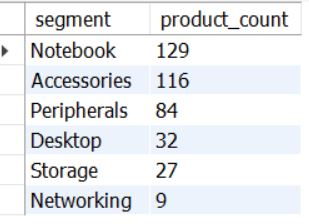 segment product_count
Notebook 129
Accessories 116
Peripherals 84
Desktop 32
Storage 27
Networking 9